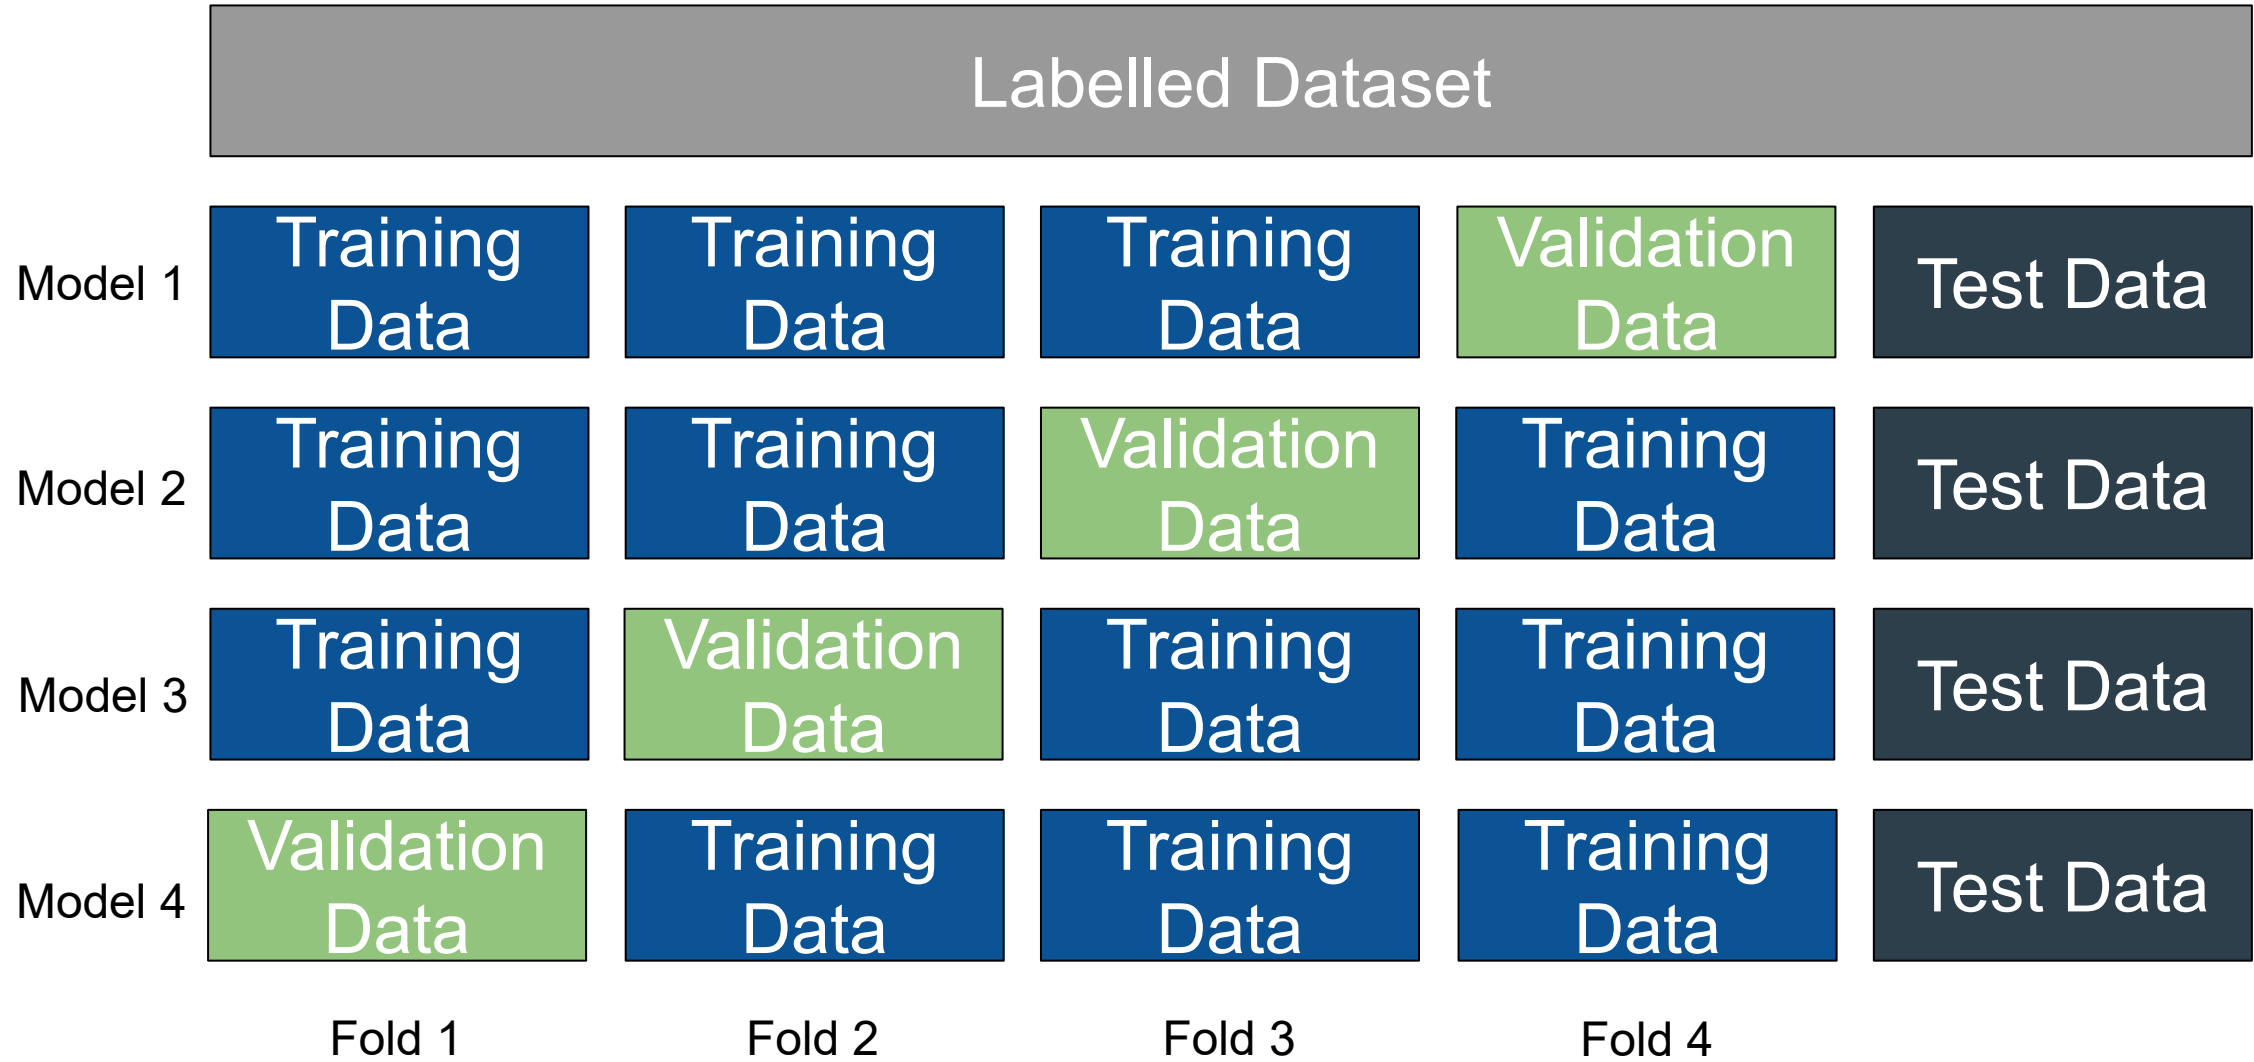 Labelled Dataset
Model 1
Training
Data
Training
Data
Training
Data
Validation
Data
Test Data
Model 2
Training
Data
Training
Data
Validation
Data
Training
Data
Test Data
Model 3
Training
Data
Validation
Data
Training
Data
Training
Data
Test Data
Model 4
Validation
Data
Training
Data
Training
Data
Training
Data
Test Data
Fold 1
Fold 2
Fold 3
Fold 4